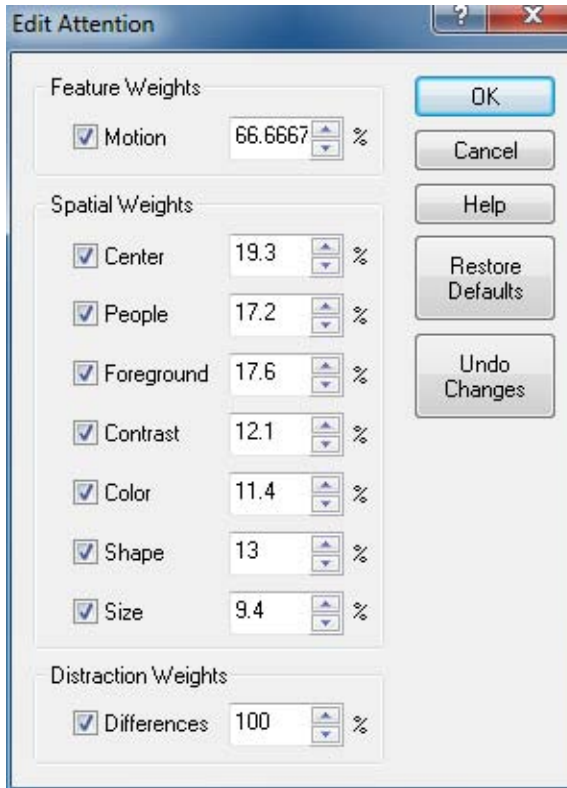 Edit Attention ? X
Feature Weights
Motion 66.6667 %
Spatial Weights
Center 19.3 %
People 17.2 %
Foreground 17.6 %
Contrast 12.1 %
Color 11.4 %
Shape 13 %
Size 9.4 %
Distraction Weights
Differences 100 %
OK
Cancel
Help
Restore
Defaults
Undo
Changes